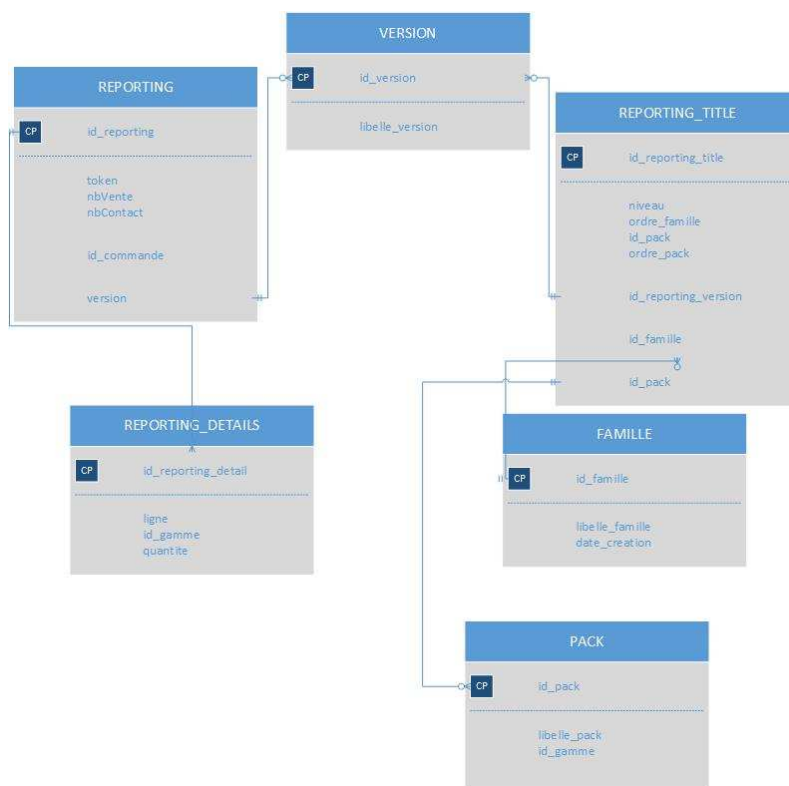 VERSION
CP id_version
libelle_version
REPORTING
CP id_reporting
token
nbVente
nbContact
id_commande
version
REPORTING_TITLE
CP id_reporting_title
niveau
ordre_famille
id_pack
ordre_pack
id_reporting_version
id_famille
id_pack
REPORTING_DETAILS
CP id_reporting_detail
ligne
id_gamme
quantite
FAMILLE
CP id_famille
libelle_famille
date_creation
PACK
CP id_pack
libelle_pack
id_gamme